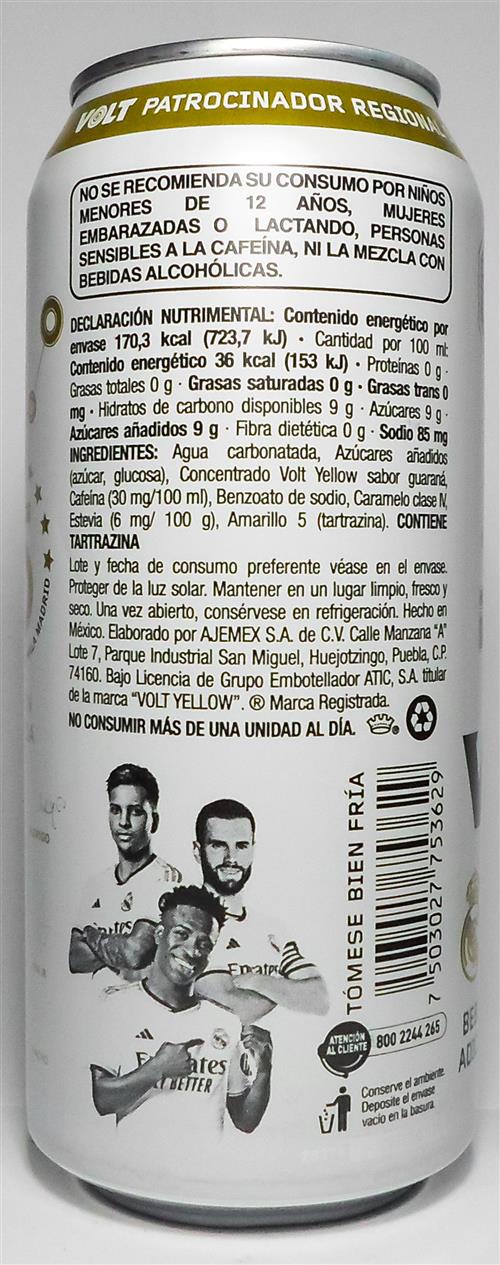 VOLT PATROCINADOR REGIONAL
NO SE RECOMIENDA SU CONSUMO POR NIÑOS
MENORES DE 12 AÑOS, MUJERES
EMBARAZADAS O LACTANDO, PERSONAS
SENSIBLES A LA CAFEÍNA, NI LA MEZCLA CON
BEBIDAS ALCOHÓLICAS.
DECLARACIÓN NUTRIMENTAL: Contenido energético por
envase 170,3 kcal (723,7 kJ) • Cantidad por 100 ml:
Contenido energético 36 kcal (153 kJ) • Proteínas 0 g ·
Grasas totales 0 g · Grasas saturadas 0 g · Grasas trans 0
mg • Hidratos de carbono disponibles 9 g · Azúcares 9 g ·
Azúcares añadidos 9 g · Fibra dietética 0 g · Sodio 85 mg
INGREDIENTES: Agua carbonatada, Azúcares añadidos
(azúcar, glucosa), Concentrado Volt Yellow sabor guaraná,
Cafeína (30 mg/100 ml), Benzoato de sodio, Caramelo clase IV,
Estevia (6 mg/ 100 g), Amarillo 5 (tartrazina). CONTIENE
TARTRAZINA
Lote y fecha de consumo preferente véase en el envase.
Proteger de la luz solar. Mantener en un lugar limpio, fresco y
seco. Una vez abierto, consérvese en refrigeración. Hecho en
México. Elaborado por AJEMEX S.A. de C.V. Calle Manzana "A"
Lote 7, Parque Industrial San Miguel, Huejotzingo, Puebla, C.P.
74160. Bajo Licencia de Grupo Embotellador ATIC, S.A. titular
de la marca "VOLT YELLOW". ® Marca Registrada.
NO CONSUMIR MÁS DE UNA UNIDAD AL DÍA.
MADRID
TÓMESE BIEN FRÍA
7 503027 753629
Emirates
FLY BETTER
ATENCIÓN
AL CLIENTE
800 2244 265
Conserve el ambiente.
Deposite el envase
vacío en la basura.